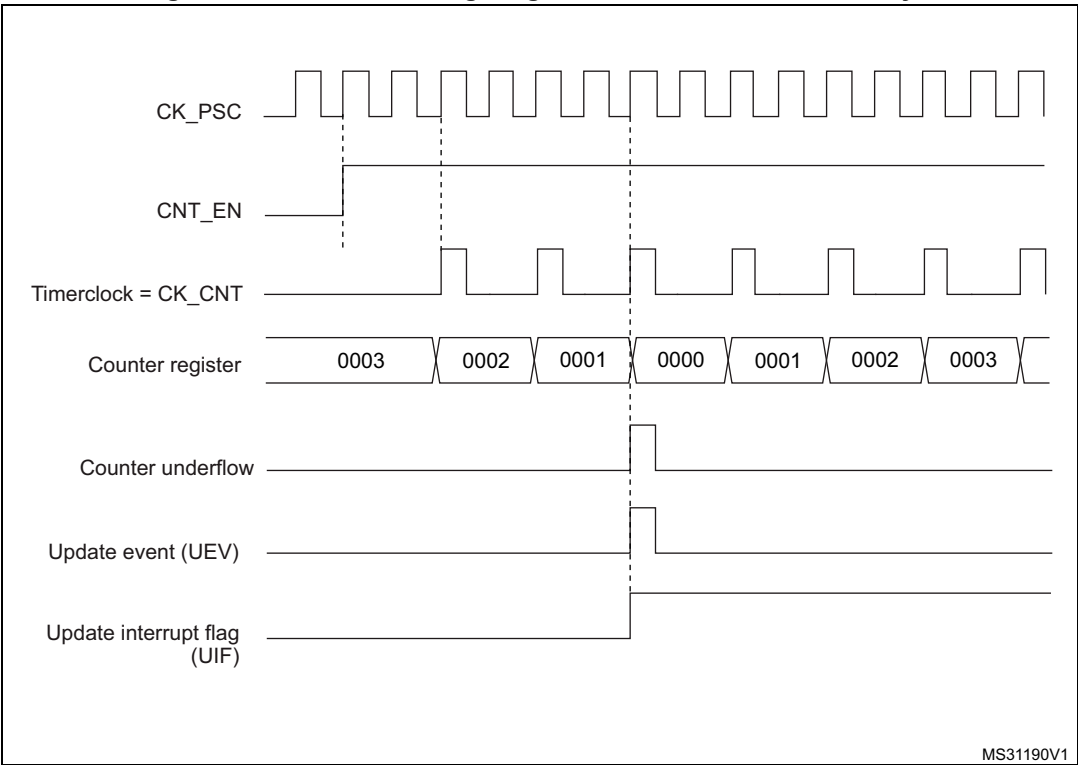 CK_PSC
CNT_EN
Timerclock = CK_CNT
Counter register
0003
0002
0001
0000
0001
0002
0003
Counter underflow
Update event (UEV)
Update interrupt flag
(UIF)
MS31190V1